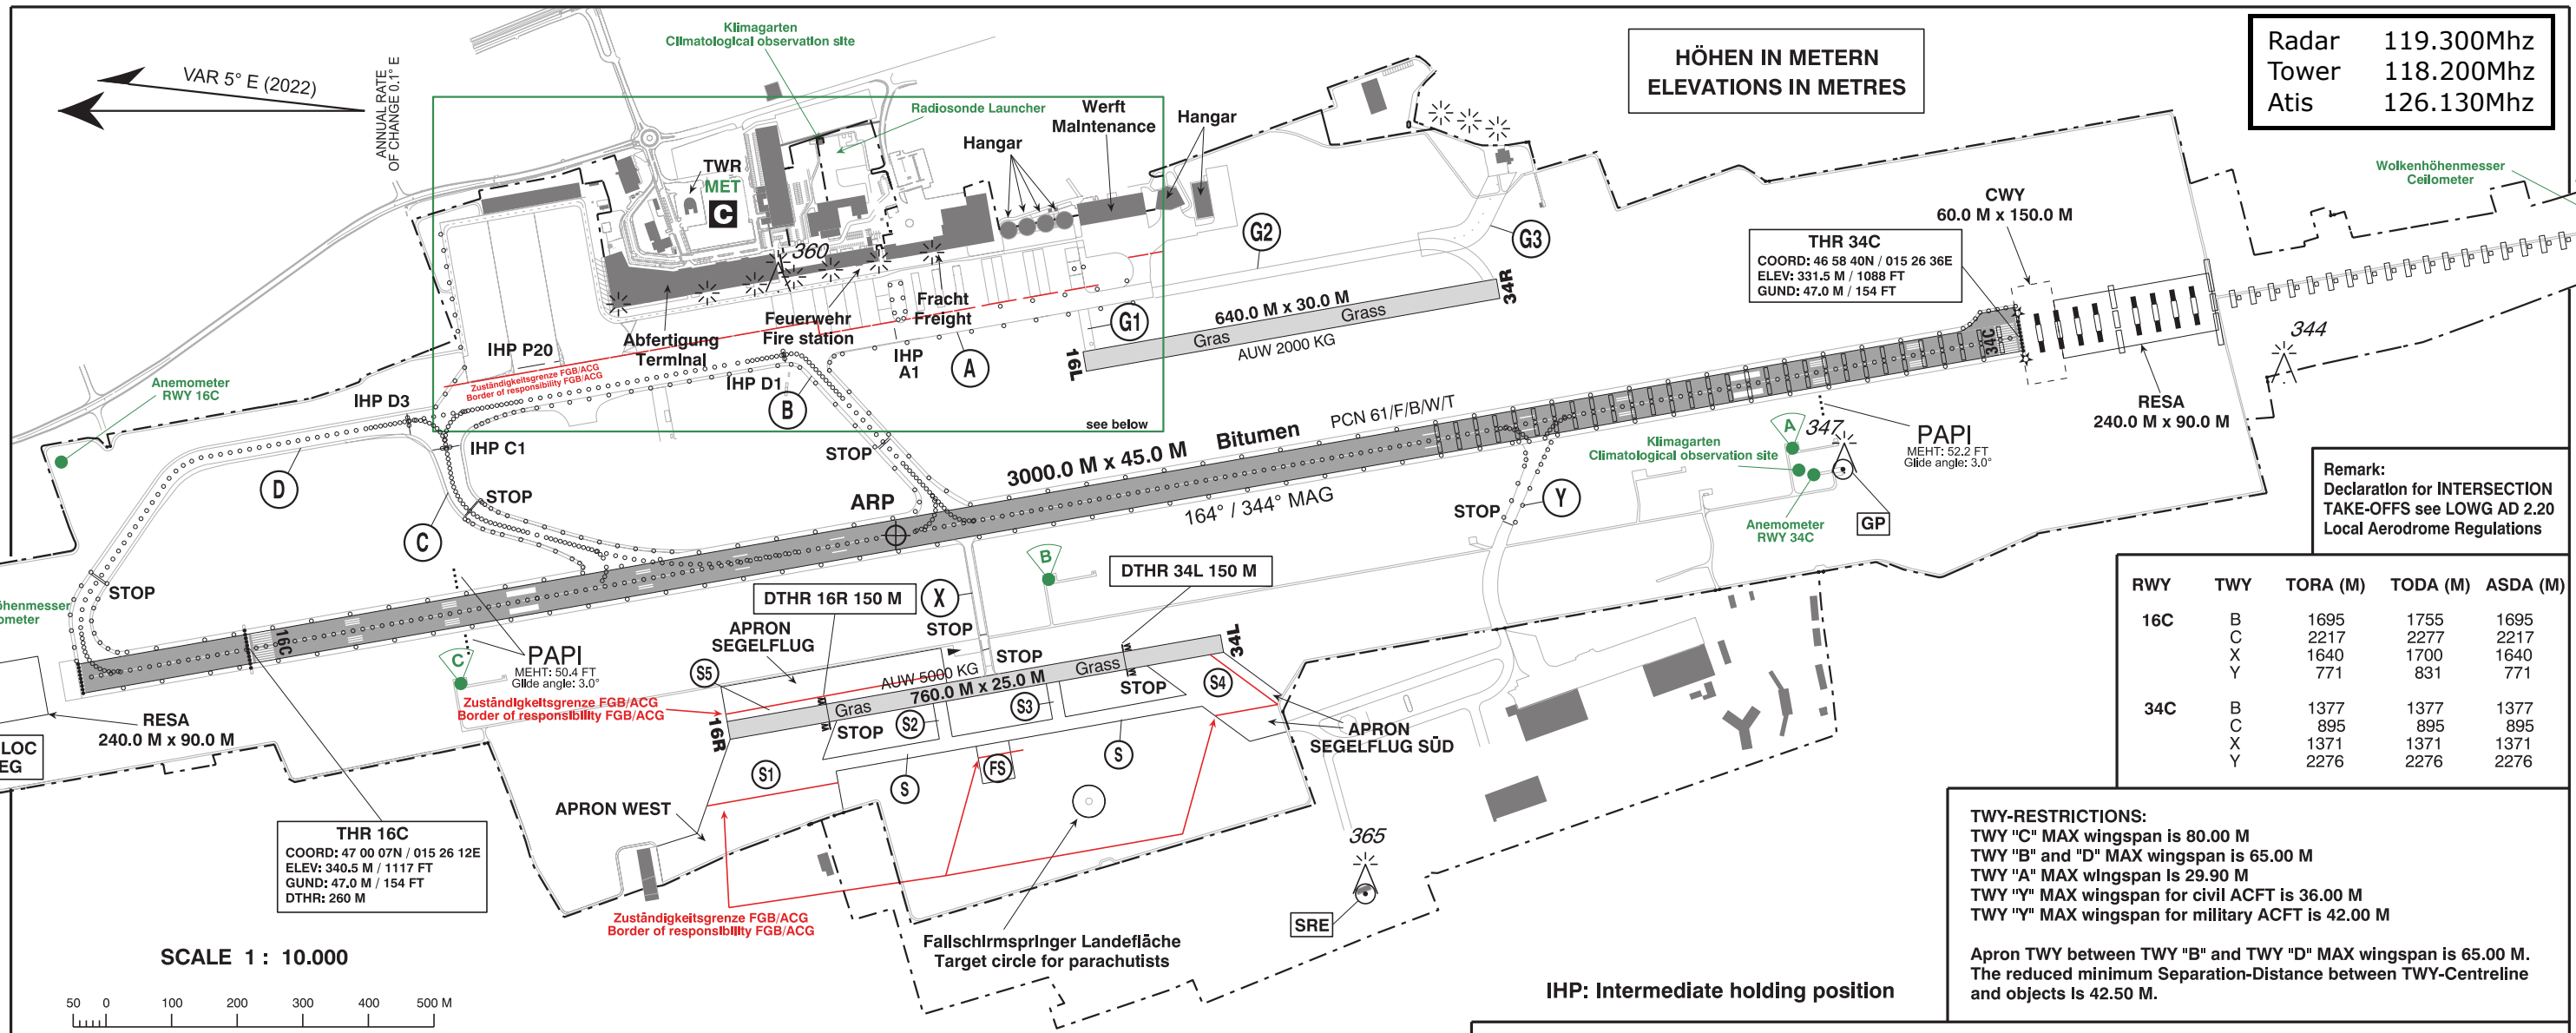 Klimagarten
Climatological observation site
VAR 5° E (2022)
ANNUAL RATE
OF CHANGE 0.1° E
HÖHEN IN METERN
ELEVATIONS IN METRES
Radar 119.300Mhz
Tower 118.200Mhz
Atis 126.130Mhz
Radiosonde Launcher
Werft
Maintenance
Hangar
Hangar
TWR
MET
C
360
Wolkenhöhenmesser
Ceilometer
CWY
60.0 M x 150.0 M
THR 34C
COORD: 46 58 40N / 015 26 36E
ELEV: 331.5 M / 1088 FT
GUND: 47.0 M / 154 FT
G2
G3
34R
640.0 M x 30.0 M
Gras
Grass
AUW 2000 KG
16L
G1
Fracht
Freight
Feuerwehr
Fire station
Abfertigung
Terminal
IHP
A1
A
IHP P20
Zuständigkeitsgrenze FGB/ACG
Border of responsibility FGB/ACG
IHP D1
B
see below
Anemometer
RWY 16C
IHP D3
IHP C1
D
STOP
C
STOP
STOP
34C
344
RESA
240.0 M x 90.0 M
PAPI
MEHT: 52.2 FT
Glide angle: 3.0°
A
347
Klimagarten
Climatological observation site
Anemometer
RWY 34C
GP
3000.0 M x 45.0 M
Bitumen
PCN 61/F/B/W/T
164° / 344° MAG
ARP
STOP
Y
Remark:
Declaration for INTERSECTION
TAKE-OFFS see LOWG AD 2.20
Local Aerodrome Regulations
B
DTHR 34L 150 M
DTHR 16R 150 M
X
STOP
APRON
SEGELFLUG
STOP
34L
Grass
S5
AUW 5000 KG
760.0 M x 25.0 M
Gras
STOP
S4
S3
S2
STOP
16R
S1
S
FS
S
APRON
SEGELFLUG SÜD
APRON WEST
16C
PAPI
MEHT: 50.4 FT
Glide angle: 3.0°
C
Zuständigkeitsgrenze FGB/ACG
Border of responsibility FGB/ACG
RESA
240.0 M x 90.0 M
LOC
EG
öhenmesser
ometer
THR 16C
COORD: 47 00 07N / 015 26 12E
ELEV: 340.5 M / 1117 FT
GUND: 47.0 M / 154 FT
DTHR: 260 M
Zuständigkeitsgrenze FGB/ACG
Border of responsibility FGB/ACG
Fallschirmspringer Landefläche
Target circle for parachutists
365
SRE
RWY TWY TORA (M) TODA (M) ASDA (M)
16C B 1695 1755 1695
C 2217 2277 2217
X 1640 1700 1640
Y 771 831 771
34C B 1377 1377 1377
C 895 895 895
X 1371 1371 1371
Y 2276 2276 2276
TWY-RESTRICTIONS:
TWY "C" MAX wingspan is 80.00 M
TWY "B" and "D" MAX wingspan is 65.00 M
TWY "A" MAX wingspan is 29.90 M
TWY "Y" MAX wingspan for civil ACFT is 36.00 M
TWY "Y" MAX wingspan for military ACFT is 42.00 M
Apron TWY between TWY "B" and TWY "D" MAX wingspan is 65.00 M.
The reduced minimum Separation-Distance between TWY-Centreline
and objects is 42.50 M.
IHP: Intermediate holding position
SCALE 1 : 10.000
50 0 100 200 300 400 500 M